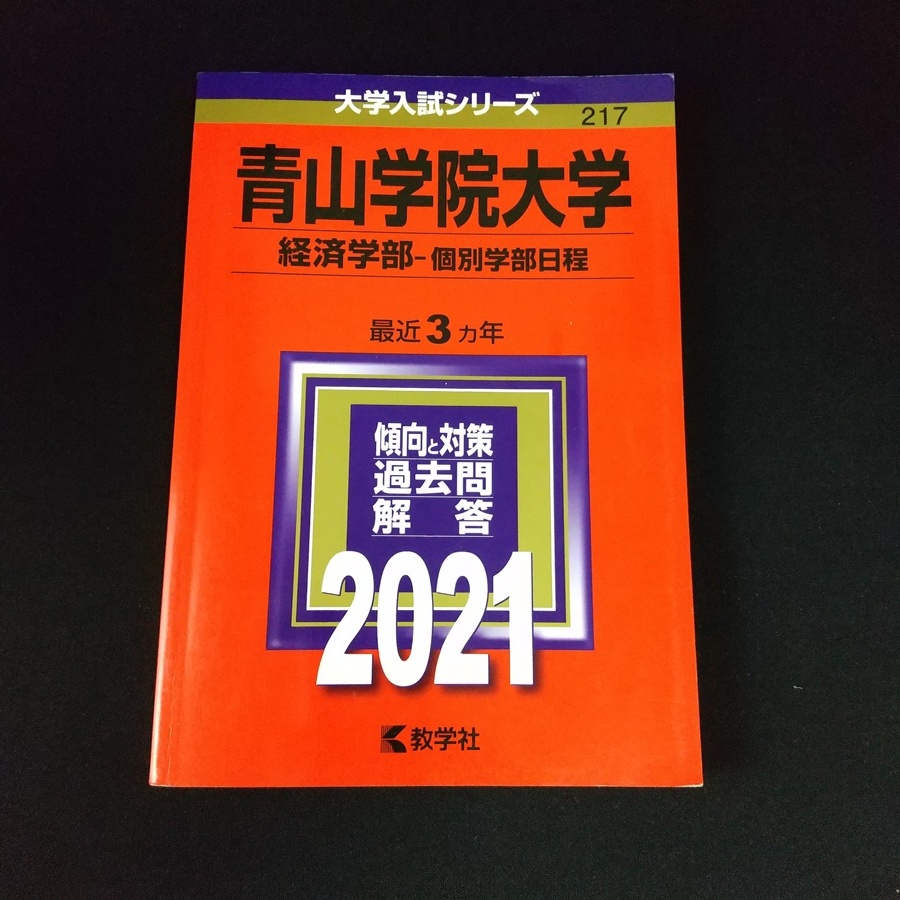 大学入試シリーズ
217
青山学院大学
経済学部-個別学部日程
最近3カ年
傾向と対策
過去問
解答
2021
教学社